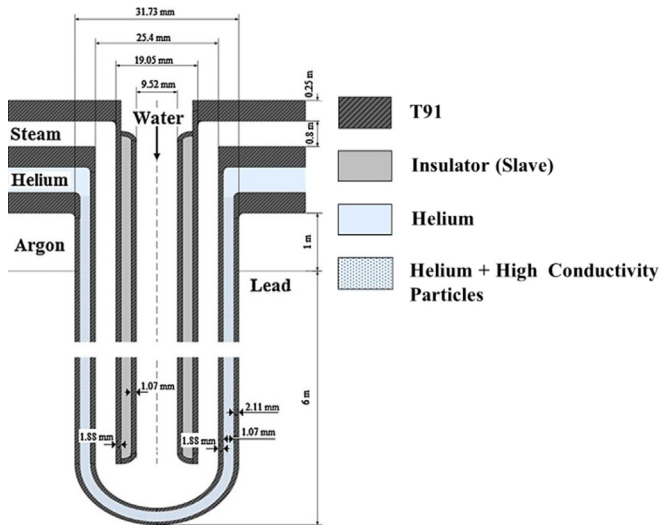 31.73 mm
25.4 mm
19.05 mm
9.52 mm
0.25 m
Water
Steam
0.8 m
Helium
Argon
1 m
Lead
6 m
1.07 mm
2.11 mm
1.88 mm
1.88 mm
1.07 mm
T91
Insulator (Slave)
Helium
Helium + High Conductivity
Particles